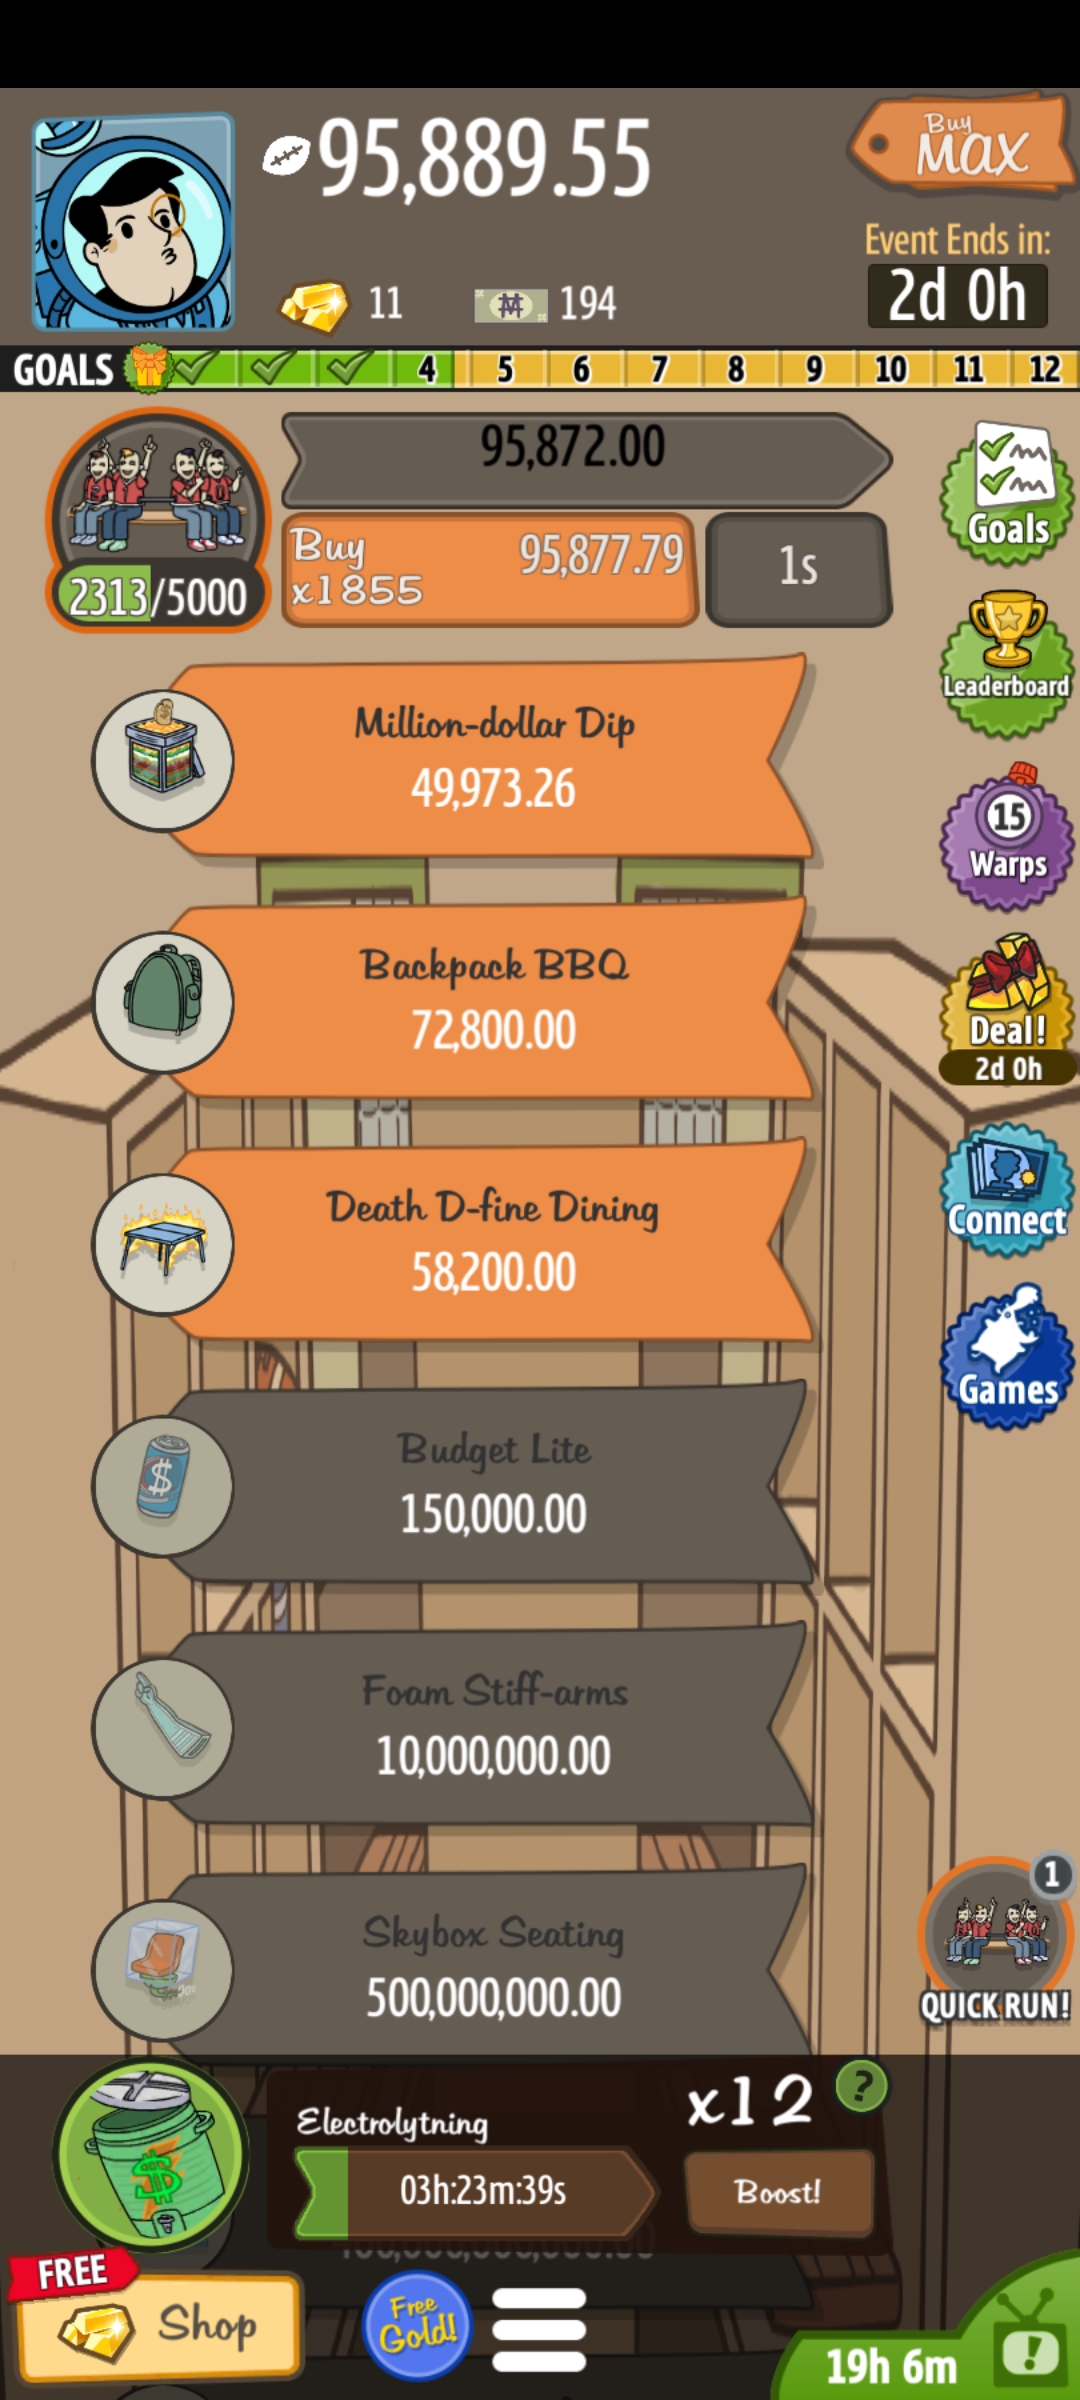 95,889.55
Buy
MAX
Event Ends in:
2d 0h
11
194
GOALS 4 5 6 7 8 9 10 11 12
95,872.00
Buy
x1855
95,877.79
1s
2313/5000
Goals
Leaderboard
Million-dollar Dip
49,973.26
15
Warps
Backpack BBQ
72,800.00
Deal!
2d 0h
Death D-fine Dining
58,200.00
Connect
Games
Budget Lite
150,000.00
Foam Stiff-arms
10,000,000.00
Skybox Seating
500,000,000.00
1
QUICK RUN!
Electrolytning
x12
?
03h:23m:39s
Boost!
FREE
Shop
Free
Gold!
19h 6m